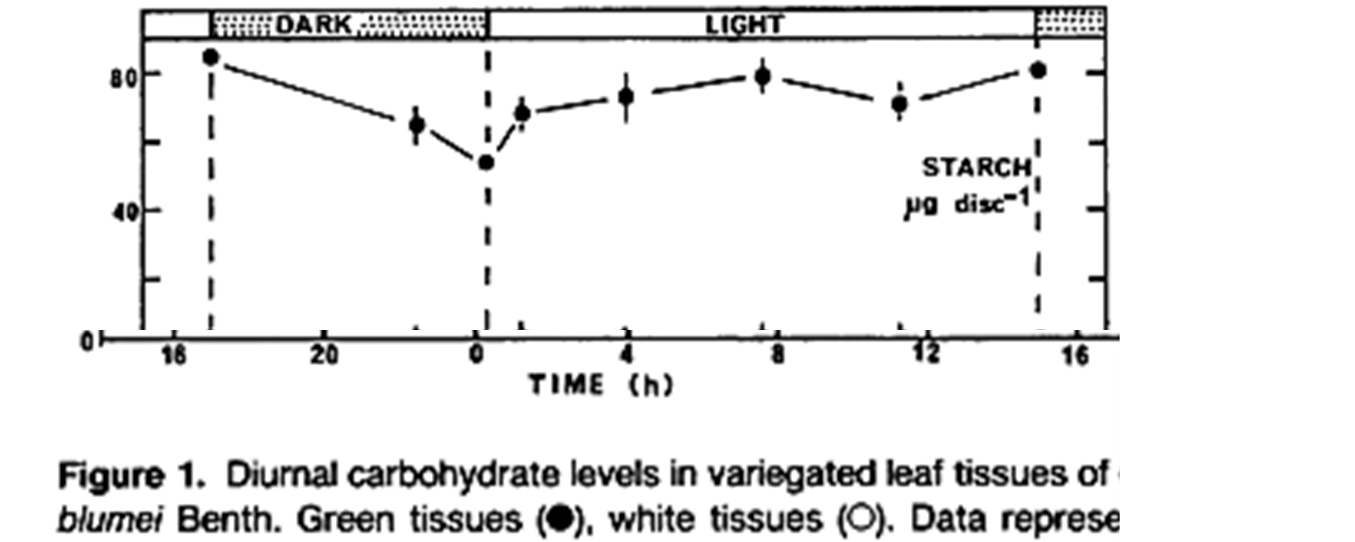 DARK LIGHT
80
STARCH
40 µg disc⁻¹
0 16 20 0 4 8 12 16
TIME (h)
Figure 1. Diurnal carbohydrate levels in variegated leaf tissues of
blumei Benth. Green tissues (●), white tissues (○). Data represe